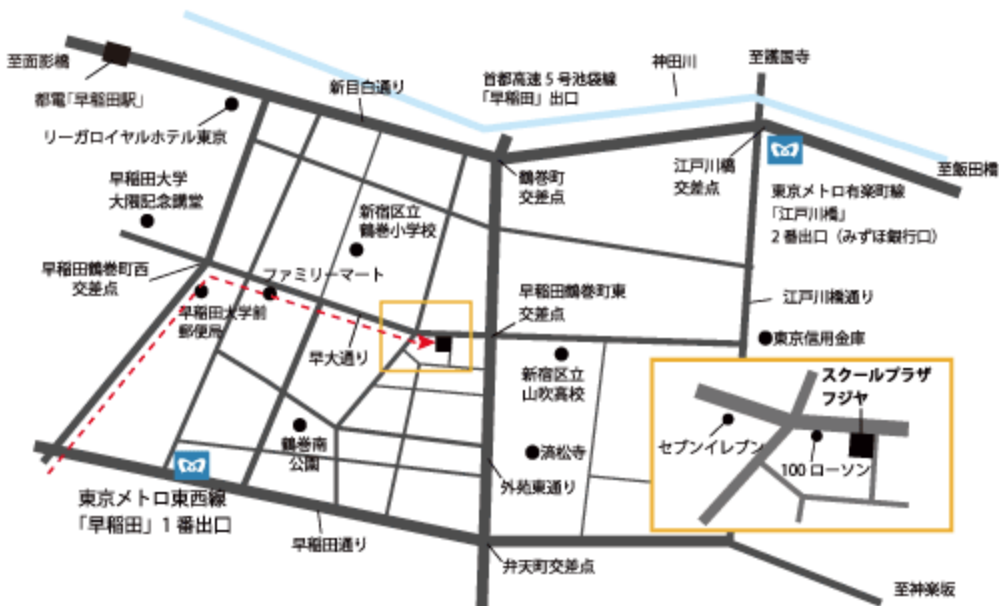 至面影橋
都電「早稲田駅」
リーガロイヤルホテル東京
新目白通り
首都高速5号池袋線
「早稲田」出口
神田川
至護国寺
早稲田大学
大隈記念講堂
新宿区立
鶴巻小学校
鶴巻町
交差点
江戸川橋
交差点
至飯田橋
東京メトロ有楽町線
「江戸川橋」
2番出口（みずほ銀行口）
早稲田鶴巻町西
交差点
ファミリーマート
早稲田大学前
郵便局
早大通り
早稲田鶴巻町東
交差点
江戸川橋通り
東京信用金庫
新宿区立
山吹高校
スクールプラザ
フジヤ
セブンイレブン
100ローソン
鶴巻南
公園
済松寺
外苑東通り
東京メトロ東西線
「早稲田」1番出口
早稲田通り
弁天町交差点
至神楽坂